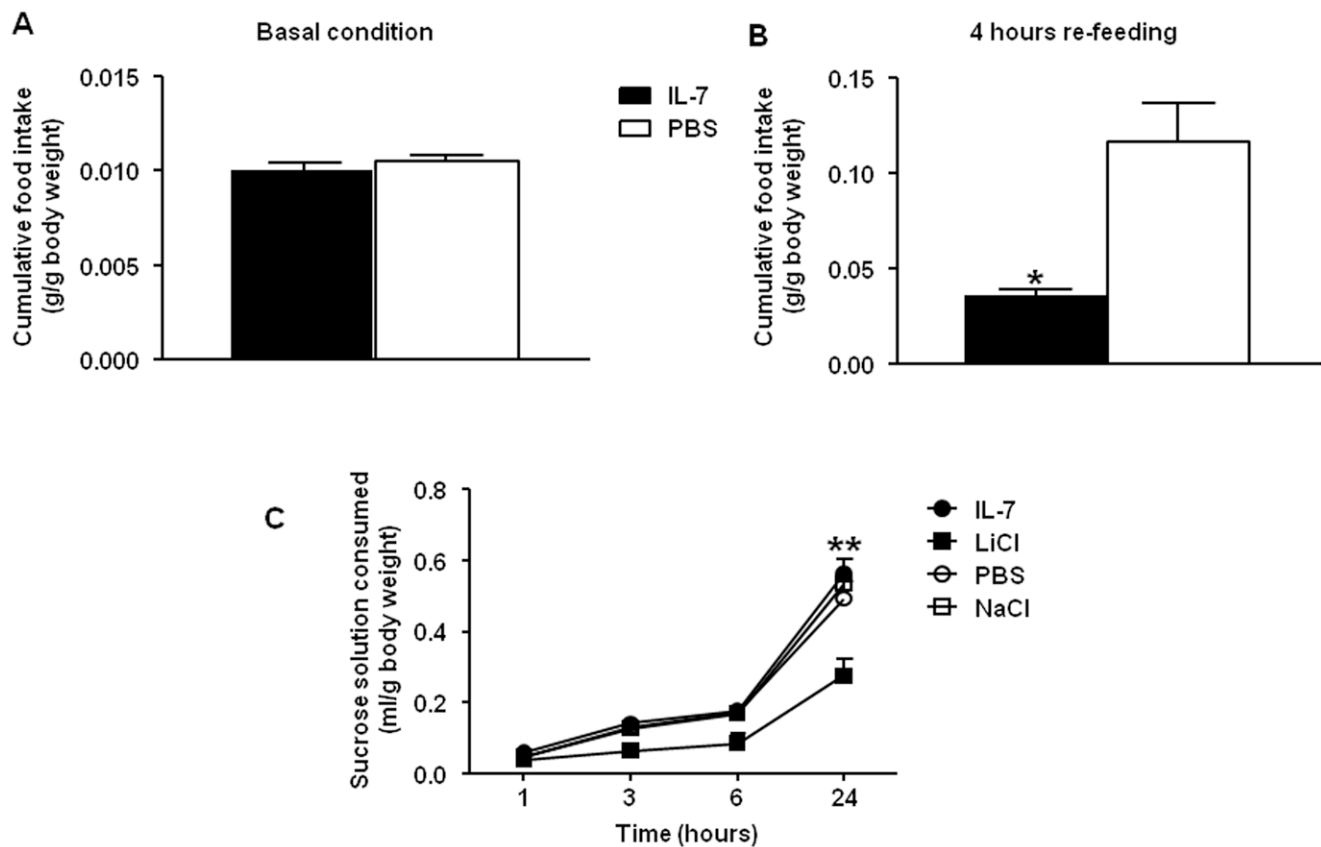 A
Basal condition
Cumulative food intake
(g/g body weight)
0.015
0.010
0.005
0.000
IL-7
PBS
B
4 hours re-feeding
Cumulative food intake
(g/g body weight)
0.15
0.10
0.05
0.00
*
C
Sucrose solution consumed
(ml/g body weight)
0.8
0.6
0.4
0.2
0.0
**
1 3 6 24
Time (hours)
IL-7
LiCl
PBS
NaCl